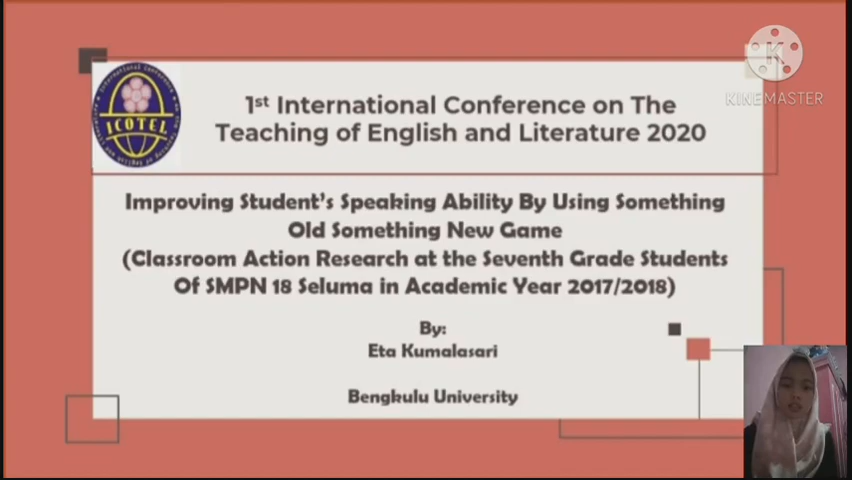 1st International Conference on The
Teaching of English and Literature 2020
ICOTEL
KINEMASTER
Improving Student's Speaking Ability By Using Something
Old Something New Game
(Classroom Action Research at the Seventh Grade Students
Of SMPN 18 Seluma in Academic Year 2017/2018)
By:
Eta Kumalasari
Bengkulu University